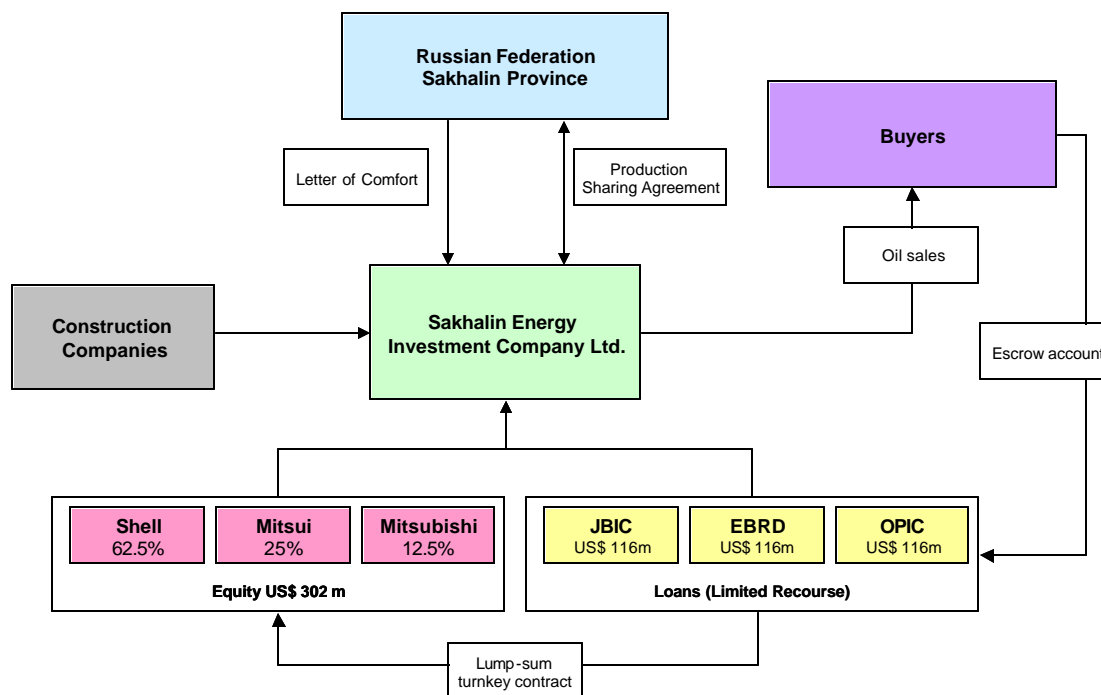 Russian Federation
Sakhalin Province
Buyers
Letter of Comfort
Production
Sharing Agreement
Oil sales
Construction
Companies
Sakhalin Energy
Investment Company Ltd.
Escrow account
Shell
62.5%
Mitsui
25%
Mitsubishi
12.5%
Equity US$ 302 m
JBIC
US$ 116m
EBRD
US$ 116m
OPIC
US$ 116m
Loans (Limited Recourse)
Lump-sum
turnkey contract